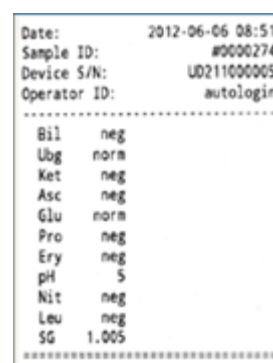 Date: 2012-06-06 08:51
Sample ID: #0000274
Device S/N: UD211000005
Operator ID: autologin
Bil neg
Ubg norm
Ket neg
Asc neg
Glu norm
Pro neg
Ery neg
pH 5
Nit neg
Leu neg
SG 1.005